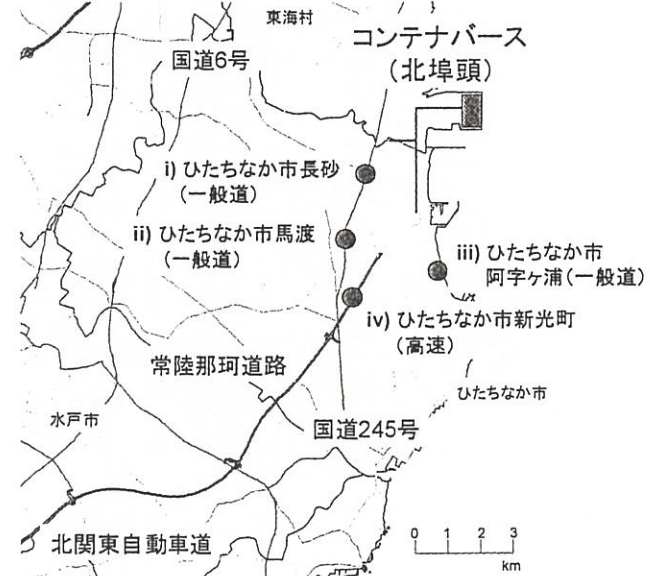 東海村
コンテナバース
（北埠頭）
国道6号
i) ひたちなか市長砂
（一般道）
ii) ひたちなか市馬渡
（一般道）
iii) ひたちなか市
阿字ヶ浦（一般道）
iv) ひたちなか市新光町
（高速）
常陸那珂道路
ひたちなか市
水戸市
国道245号
北関東自動車道
0 1 2 3
km